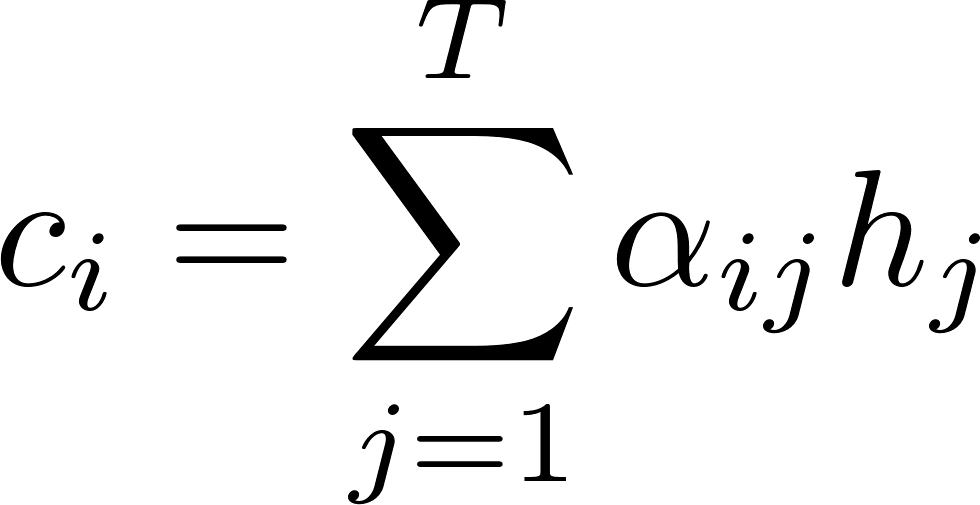 c_i = \sum_{j=1}^{T} \alpha_{ij} h_j